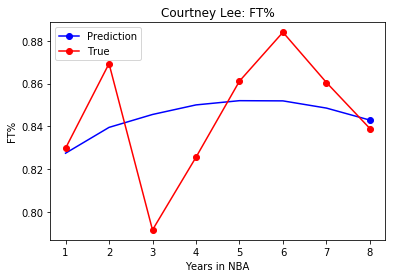 Courtney Lee: FT%
Prediction
True
FT%
0.88
0.86
0.84
0.82
0.80
1 2 3 4 5 6 7 8
Years in NBA